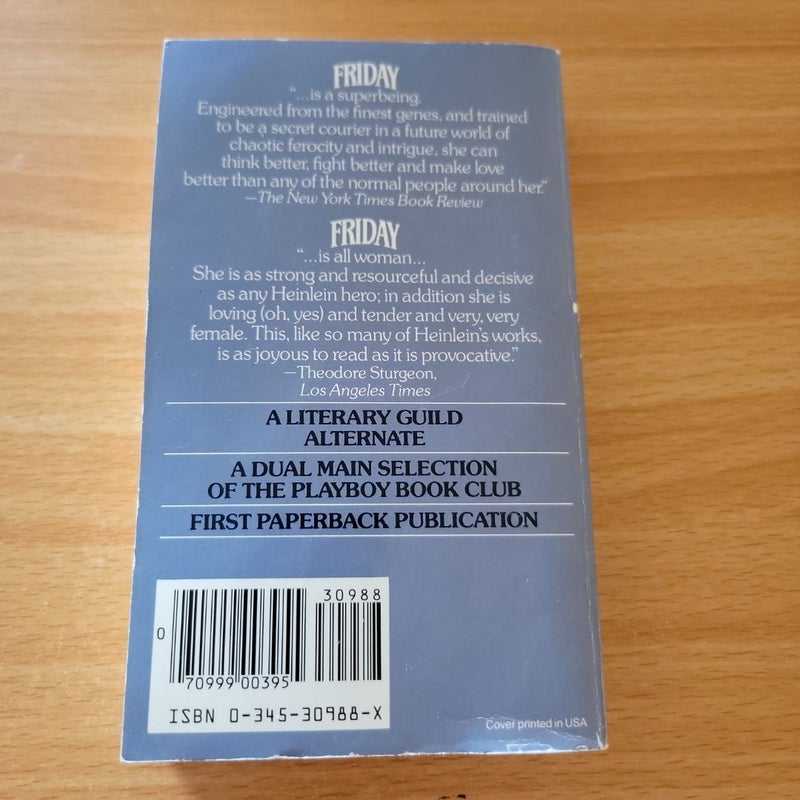 FRIDAY
"...is a superbeing.
Engineered from the finest genes, and trained
to be a secret courier in a future world of
chaotic ferocity and intrigue, she can
think better, fight better and make love
better than any of the normal people around her."
—The New York Times Book Review
FRIDAY
"...is all woman...
She is as strong and resourceful and decisive
as any Heinlein hero; in addition she is
loving (oh, yes) and tender and very, very
female. This, like so many of Heinlein's works,
is as joyous to read as it is provocative."
—Theodore Sturgeon,
Los Angeles Times
A LITERARY GUILD
ALTERNATE
A DUAL MAIN SELECTION
OF THE PLAYBOY BOOK CLUB
FIRST PAPERBACK PUBLICATION
30988
0
70999 00395
ISBN 0-345-30988-X
Cover printed in USA